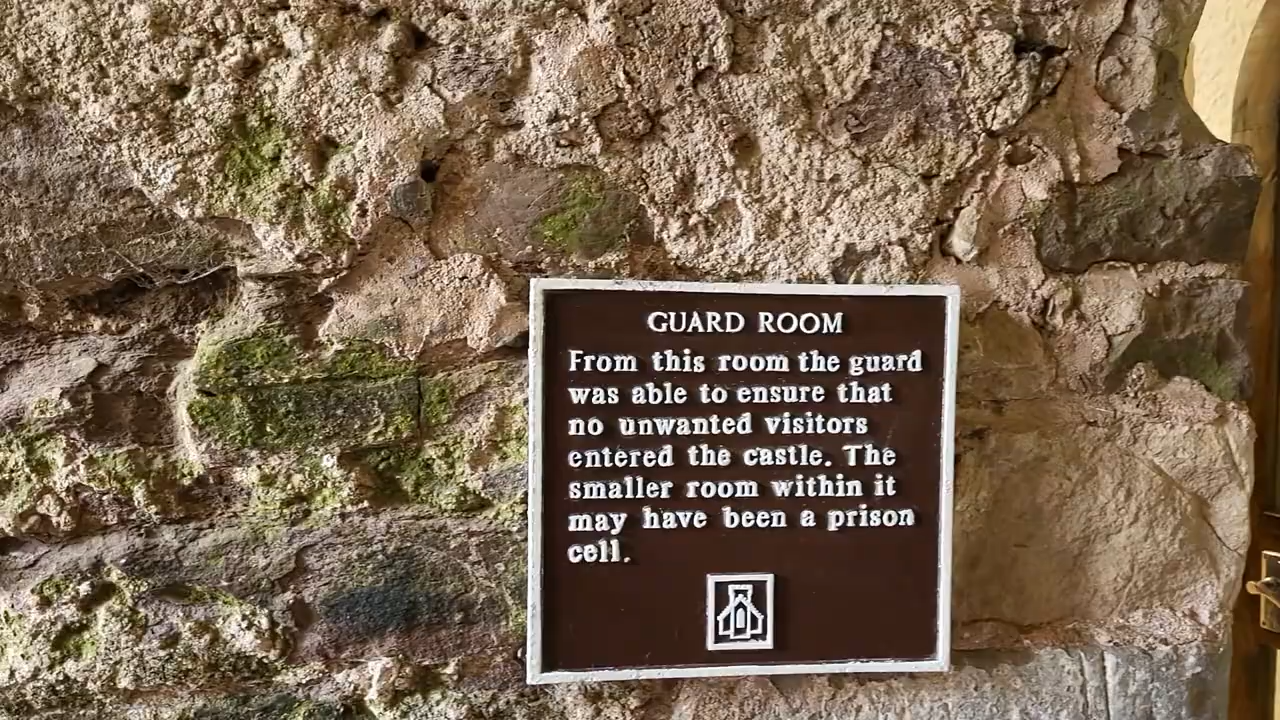 GUARD ROOM
From this room the guard
was able to ensure that
no unwanted visitors
entered the castle. The
smaller room within it
may have been a prison
cell.